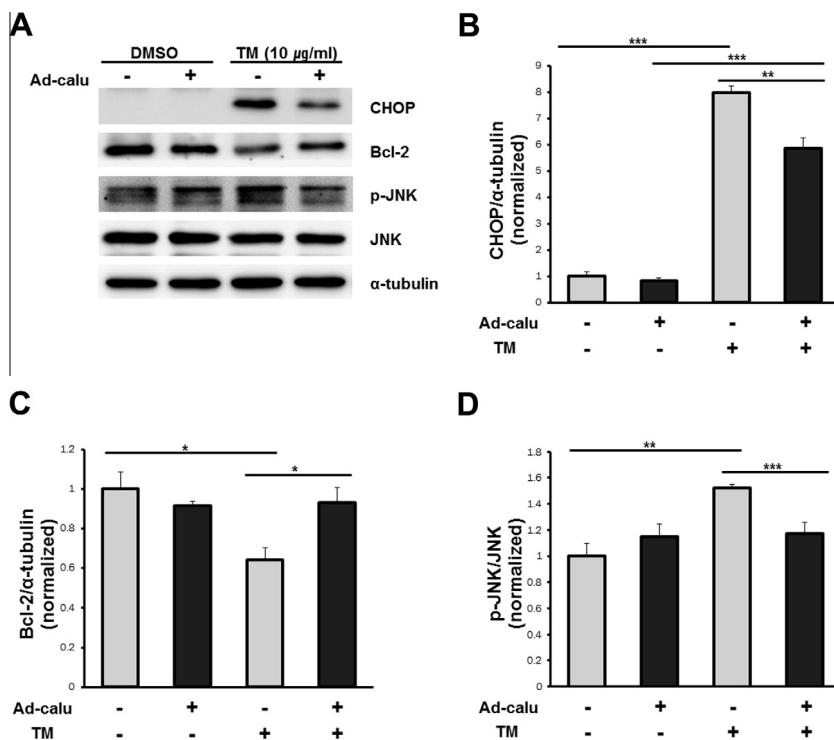 A
DMSO TM (10 ㎍/ml)
Ad-calu - + - +
CHOP
Bcl-2
p-JNK
JNK
α-tubulin
B
***
***
**
CHOP/α-tubulin
(normalized)
9
8
7
6
5
4
3
2
1
0
Ad-calu - + - +
TM - - + +
C
*
*
Bcl-2/α-tubulin
(normalized)
1.2
1
0.8
0.6
0.4
0.2
0
Ad-calu - + - +
TM - - + +
D
**
***
p-JNK/JNK
(normalized)
1.8
1.6
1.4
1.2
1
0.8
0.6
0.4
0.2
0
Ad-calu - + - +
TM - - + +